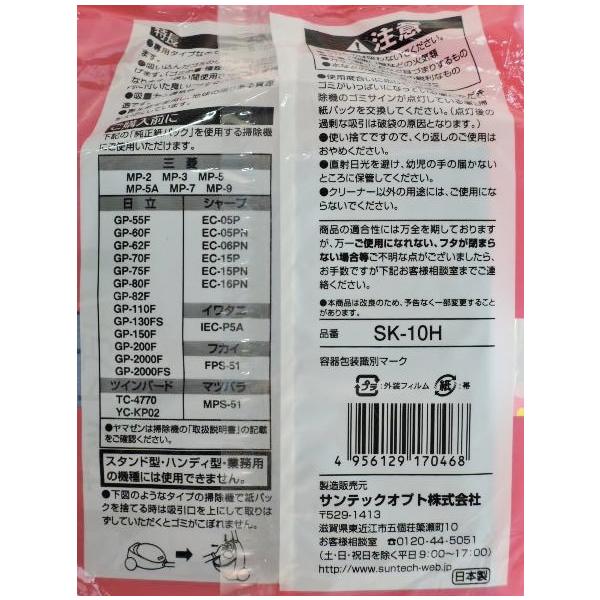 特長
●専用タイプなので
ご購入前に
下記の「純正紙パック」を使用する掃除機
にご使用いただけます。
三菱
MP-2 MP-3 MP-5
MP-5A MP-7 MP-9
日立
GP-55F
GP-60F
GP-62F
GP-70F
GP-75F
GP-80F
GP-82F
GP-110F
GP-130FS
GP-150F
GP-200F
GP-2000F
GP-2000FS
シャープ
EC-05P
EC-05PN
EC-06PN
EC-15P
EC-15PN
EC-16PN
イワタニ
IEC-P5A
フカイ
FPS-51
ツインバード
TC-4770
YC-KP02
マツバラ
MPS-51
●ヤマゼンは掃除機の「取扱説明書」の記載
をご確認ください。
スタンド型・ハンディ型・業務用
の機種には使用できません。
●下図のようなタイプの掃除機で紙パッ
クを捨てる時は吸引口を上にして取りは
ずしていただくとゴミがこぼれません。
注意
ゴミがいっぱいになっ
除機のゴミサインが点灯している
紙パックを交換してください。(点灯後の
過剰な吸引は破袋の原因となります。)
●使い捨てですので、くり返しのご使用は
おやめください。
●直射日光を避け、幼児の手の届かない
ところに保管してください。
●クリーナー以外の用途には、ご使用にな
らないでください。
商品の適合性には万全を期しております
が、万一ご使用になれない、フタが閉まら
ない場合等ご不明な点がございましたら、
お手数ですが下記お客様相談室までご連
絡ください。
●本商品は改良のため、予告なく一部変更すること
があります。
品番 SK-10H
容器包装識別マーク
プラ:外装フィルム 紙:帯
4 956129 170468
製造販売元
サンテックオプト株式会社
〒529-1413
滋賀県東近江市五個荘簗瀬町10
お客様相談室 0120-44-5051
(土・日・祝日を除く平日9:00~17:00)
http://www.suntech-web.jp
日本製